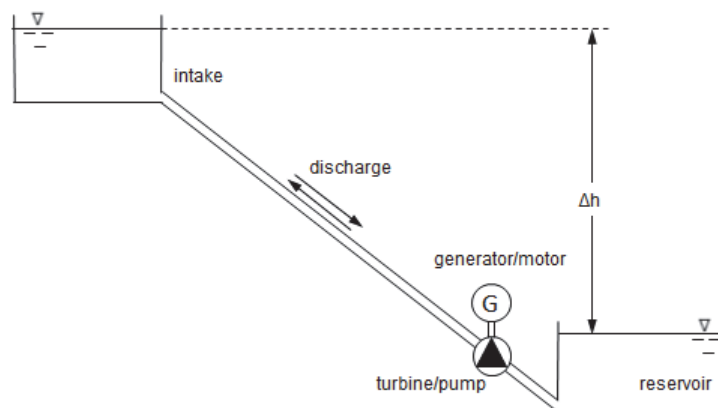 intake
discharge
Δh
generator/motor
G
turbine/pump
reservoir